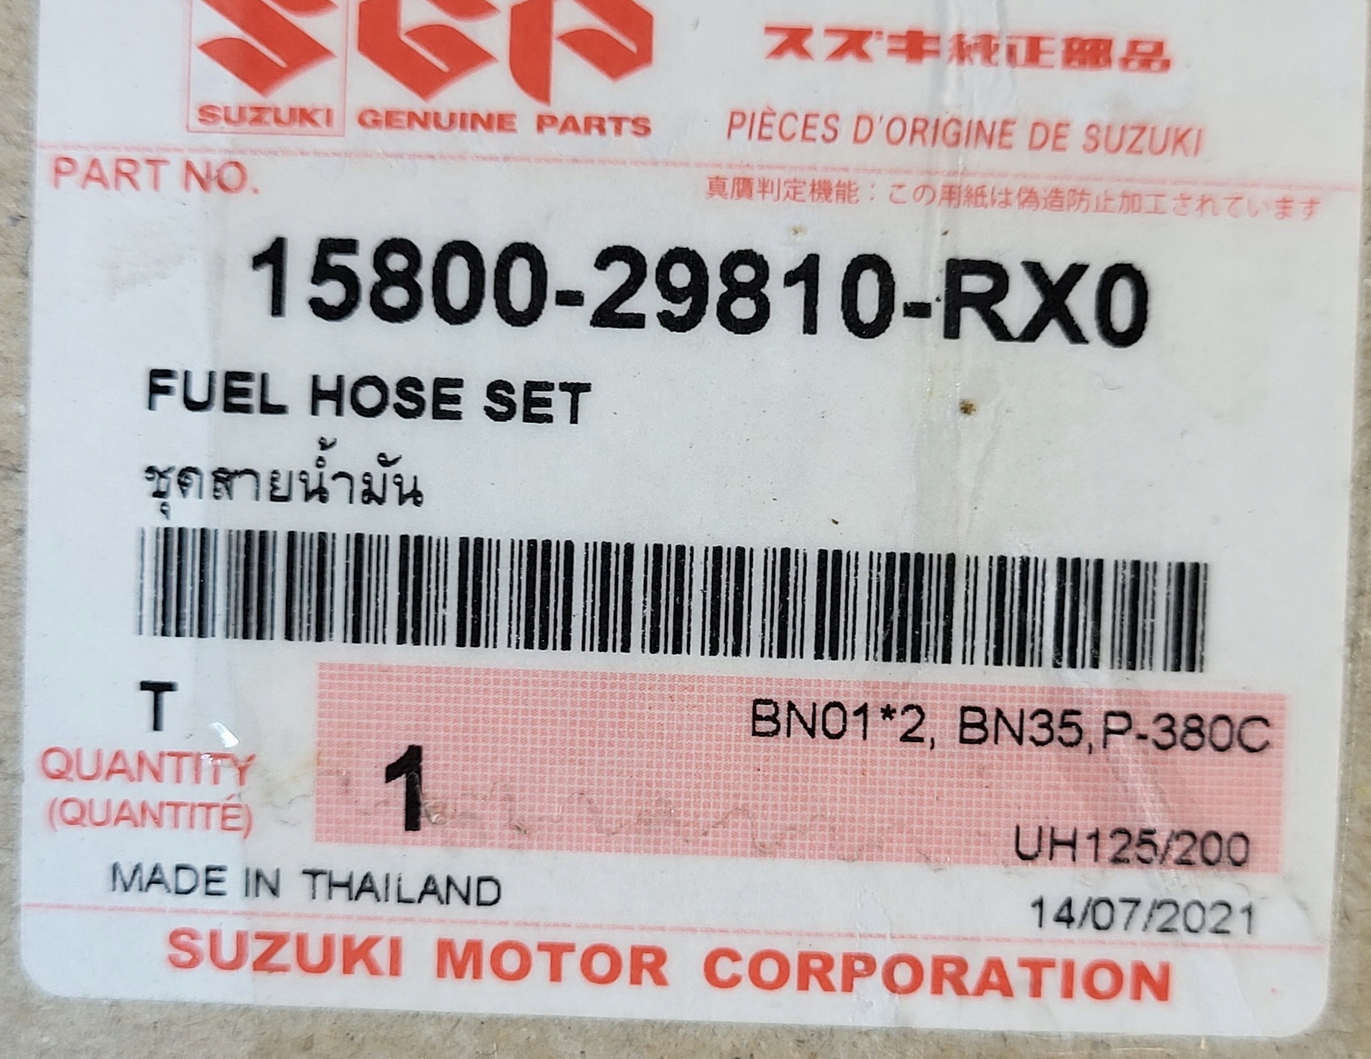 SGP
スズキ純正部品
SUZUKI GENUINE PARTS
PIÈCES D'ORIGINE DE SUZUKI
PART NO.
真贋判定機能：この用紙は偽造防止加工されています
15800-29810-RX0
FUEL HOSE SET
ชุดสายน้ำมัน
T
BN01*2, BN35,P-380C
QUANTITY
(QUANTITÉ)
1
UH125/200
MADE IN THAILAND
14/07/2021
SUZUKI MOTOR CORPORATION